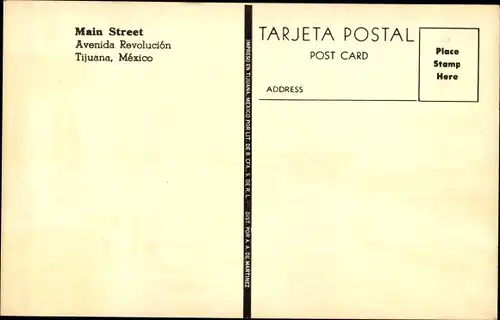 Main Street
Avenida Revolución
Tijuana, México
IMPRESO EN TIJUANA, MEXICO POR LIT. DE B. CFA., S. DE R. L. DIST. POR A. A. DE MARTINEZ
TARJETA POSTAL
POST CARD
ADDRESS
Place
Stamp
Here